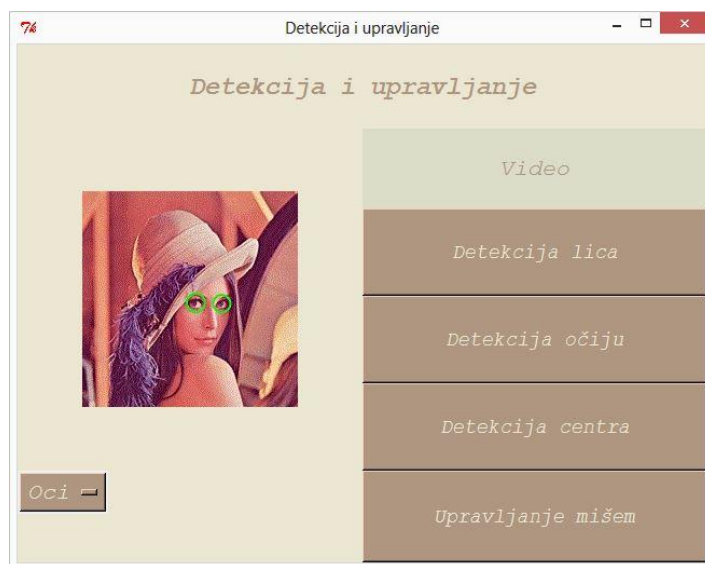 Detekcija i upravljanje
Detekcija i upravljanje
Video
Detekcija lica
Detekcija očiju
Detekcija centra
Oci
Upravljanje mišem